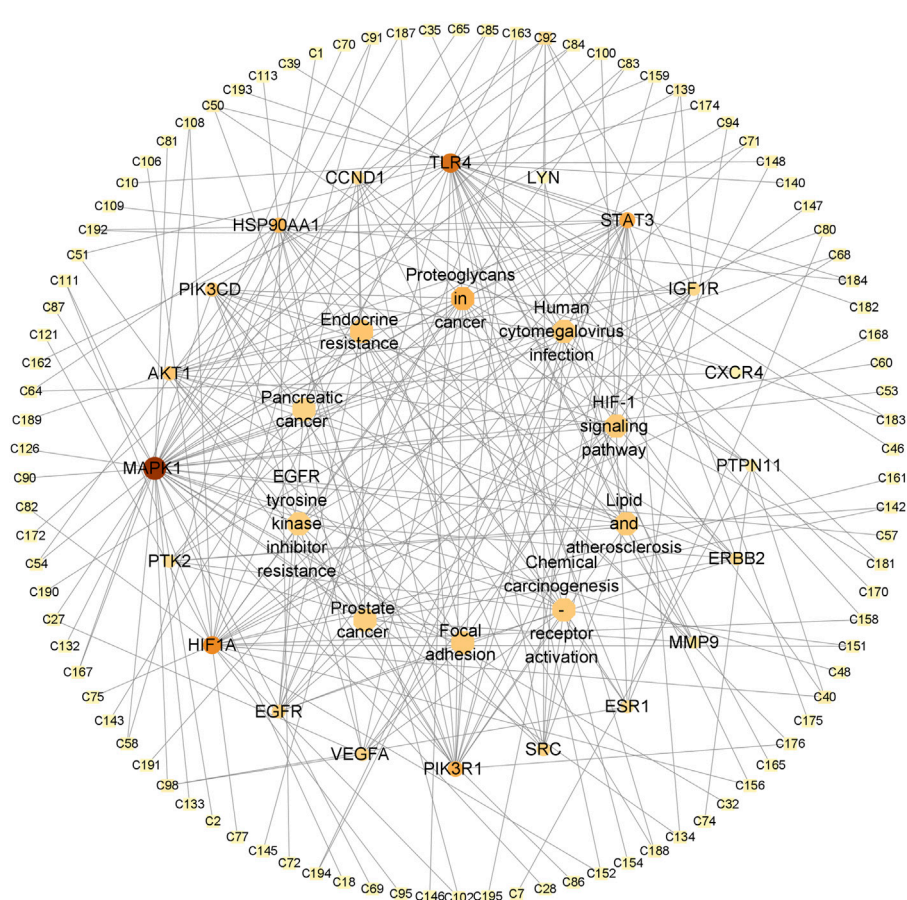 C187
C35
C65
C85
C163
C92
C91
C84
C70
C100
C1
C83
C39
C159
C113
C139
C193
C174
C50
C94
C108
C71
C81
C148
C106
C140
C10
C147
C109
C80
C192
C68
C51
C184
C111
C182
C87
C168
C121
C60
C162
C53
C64
C183
C189
C46
C126
C161
C90
C142
C82
C57
C172
C181
C54
C170
C190
C158
C27
C151
C132
C48
C167
C40
C75
C175
C143
C176
C58
C165
C191
C156
C98
C32
C133
C74
C2
C134
C77
C188
C145
C154
C72
C152
C194
C86
C18
C28
C69
C7
C95
C195
C146
C102
TLR4
CCND1
LYN
HSP90AA1
STAT3
PIK3CD
IGF1R
AKT1
CXCR4
MAPK1
PTPN11
PTK2
ERBB2
HIF1A
MMP9
EGFR
ESR1
VEGFA
SRC
PIK3R1
Proteoglycans
in
cancer
Endocrine
resistance
Human
cytomegalovirus
infection
Pancreatic
cancer
HIF-1
signaling
pathway
EGFR
tyrosine
kinase
inhibitor
resistance
Lipid
and
atherosclerosis
Chemical
carcinogenesis
-
receptor
activation
Prostate
cancer
Focal
adhesion